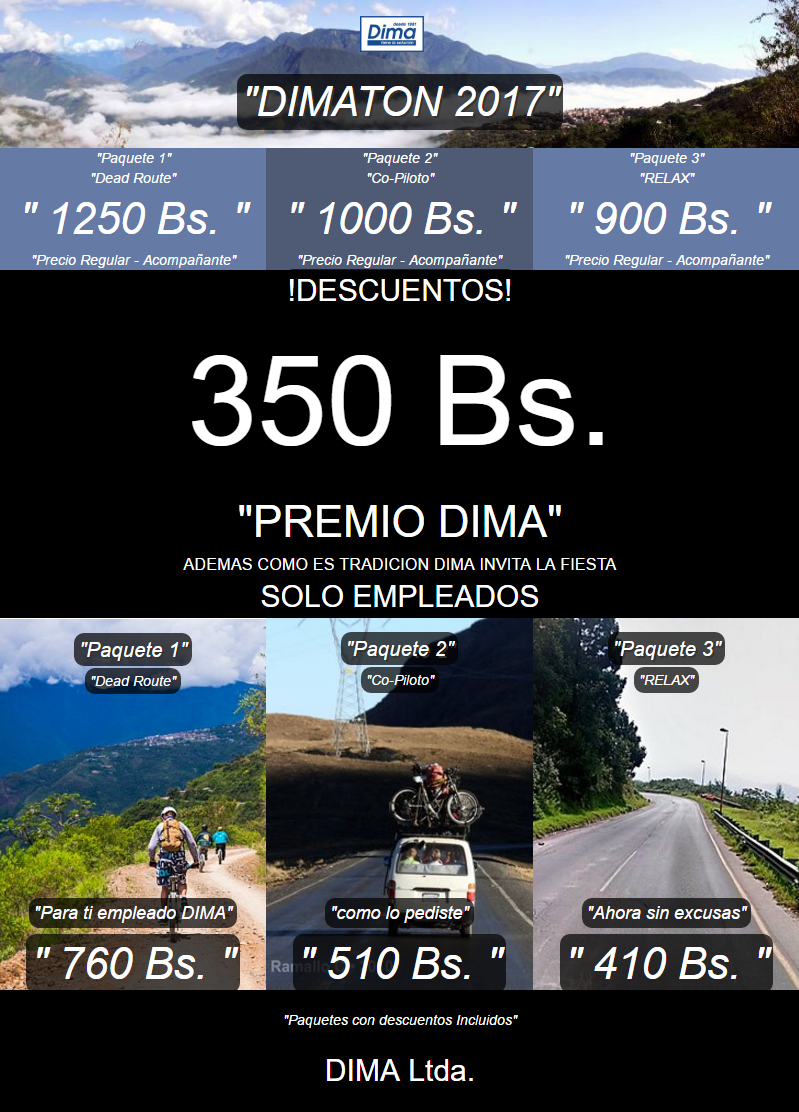 desde 1981
Dima
tiene la solución
"DIMATON 2017"
"Paquete 1"
"Dead Route"
" 1250 Bs. "
"Precio Regular - Acompañante"
"Paquete 2"
"Co-Piloto"
" 1000 Bs. "
"Precio Regular - Acompañante"
"Paquete 3"
"RELAX"
" 900 Bs. "
"Precio Regular - Acompañante"
!DESCUENTOS!
350 Bs.
"PREMIO DIMA"
ADEMAS COMO ES TRADICION DIMA INVITA LA FIESTA
SOLO EMPLEADOS
"Paquete 1"
"Dead Route"
"Para ti empleado DIMA"
" 760 Bs. "
"Paquete 2"
"Co-Piloto"
"como lo pediste"
" 510 Bs. "
"Paquete 3"
"RELAX"
"Ahora sin excusas"
" 410 Bs. "
"Paquetes con descuentos Incluidos"
DIMA Ltda.